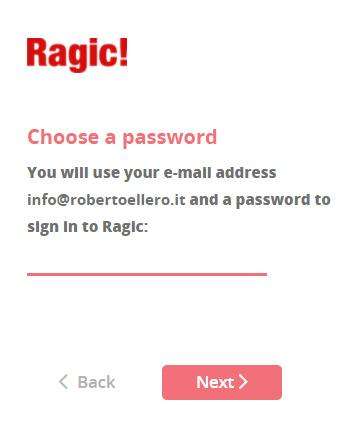 Ragic!
Choose a password
You will use your e-mail address
info@robertoellero.it and a password to
sign in to Ragic:
Back
Next